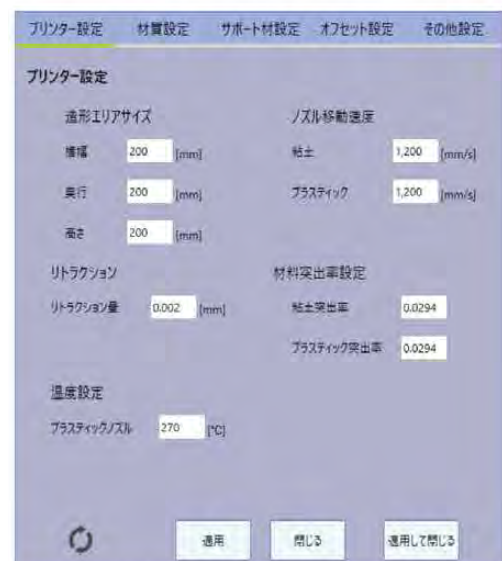 プリンター設定 材質設定 サポート材設定 オフセット設定 その他設定
プリンター設定
造形エリアサイズ
横幅 200 [mm]
奥行 200 [mm]
高さ 200 [mm]
ノズル移動速度
粘土 1,200 [mm/s]
プラスティック 1,200 [mm/s]
リトラクション
リトラクション量 0.002 [mm]
材料突出率設定
粘土突出率 0.0294
プラスティック突出率 0.0294
温度設定
プラスティックノズル 270 [℃]
適用 閉じる 適用して閉じる